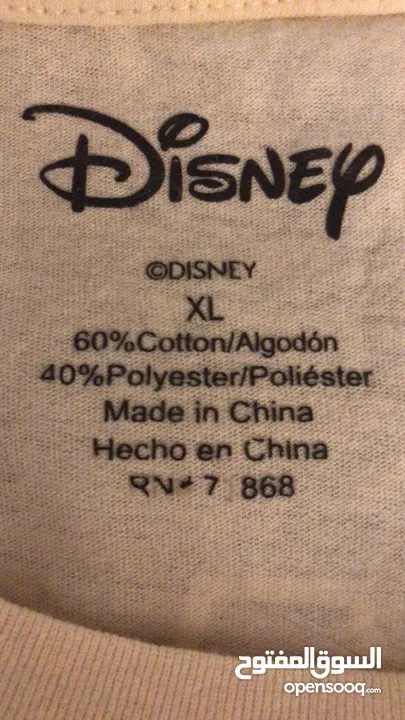 Disney
©DISNEY
XL
60%Cotton/Algodón
40%Polyester/Poliéster
Made in China
Hecho en China
868
السوق المفتوح
opensooq.com